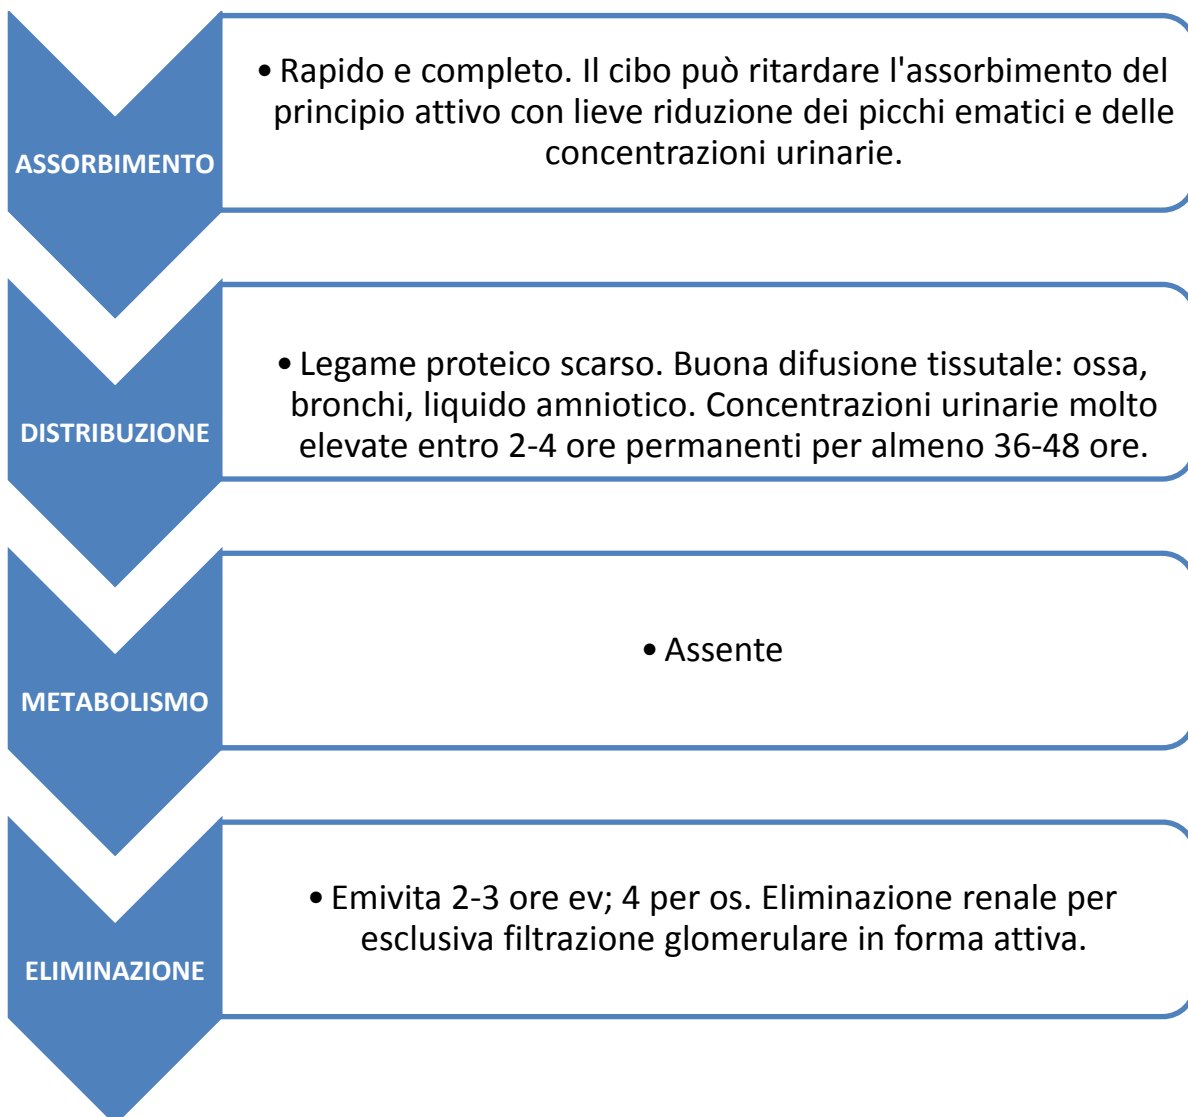 ASSORBIMENTO
• Rapido e completo. Il cibo può ritardare l'assorbimento del
principio attivo con lieve riduzione dei picchi ematici e delle
concentrazioni urinarie.
DISTRIBUZIONE
• Legame proteico scarso. Buona difusione tissutale: ossa,
bronchi, liquido amniotico. Concentrazioni urinarie molto
elevate entro 2-4 ore permanenti per almeno 36-48 ore.
METABOLISMO
• Assente
ELIMINAZIONE
• Emivita 2-3 ore ev; 4 per os. Eliminazione renale per
esclusiva filtrazione glomerulare in forma attiva.